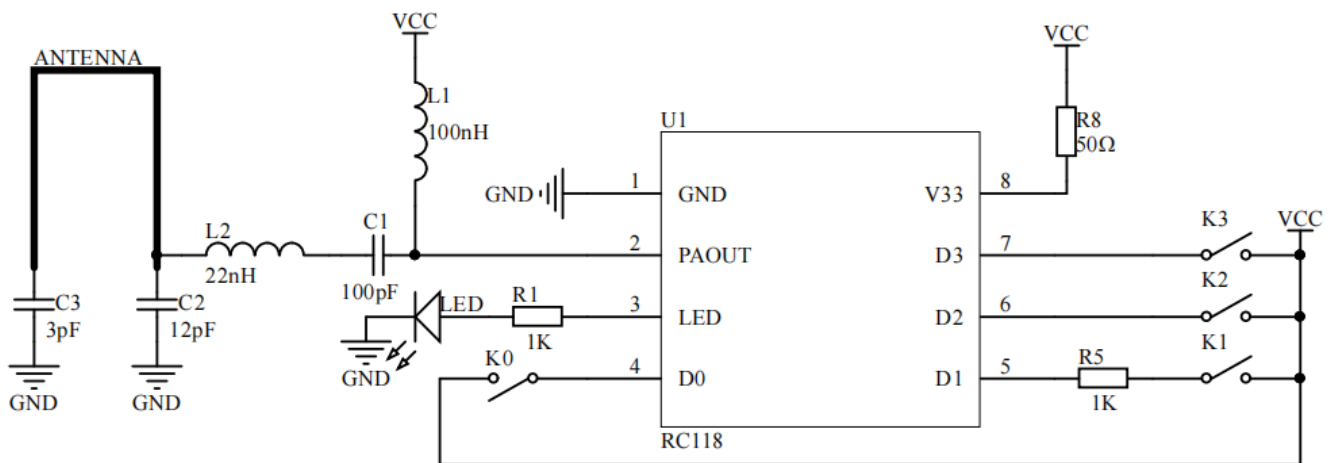 VCC
ANTENNA
L1
100nH
VCC
U1
R8
50Ω
GND
1
GND
V33
8
L2
22nH
C1
100pF
2
PAOUT
D3
7
K3
VCC
C3
3pF
C2
12pF
LED
R1
1K
3
LED
D2
6
K2
GND
GND
GND
K0
4
D0
D1
5
R5
1K
K1
RC118